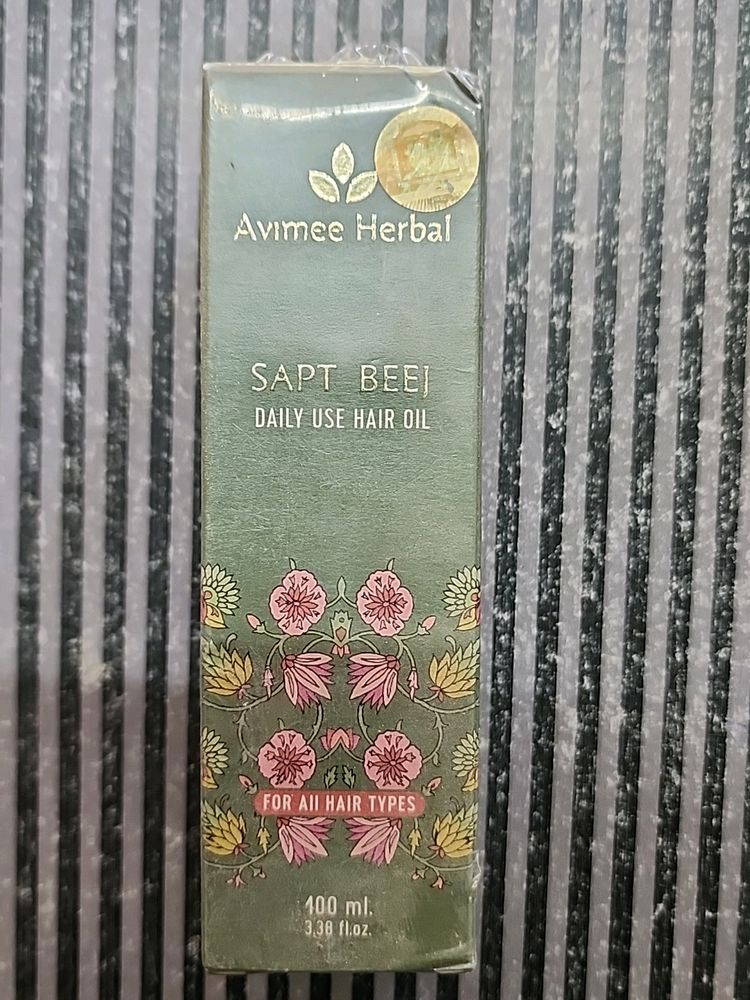 Avimee Herbal
SAPT BEEJ
DAILY USE HAIR OIL
FOR All HAIR TYPES
100 ml.
3.38 fl.oz.